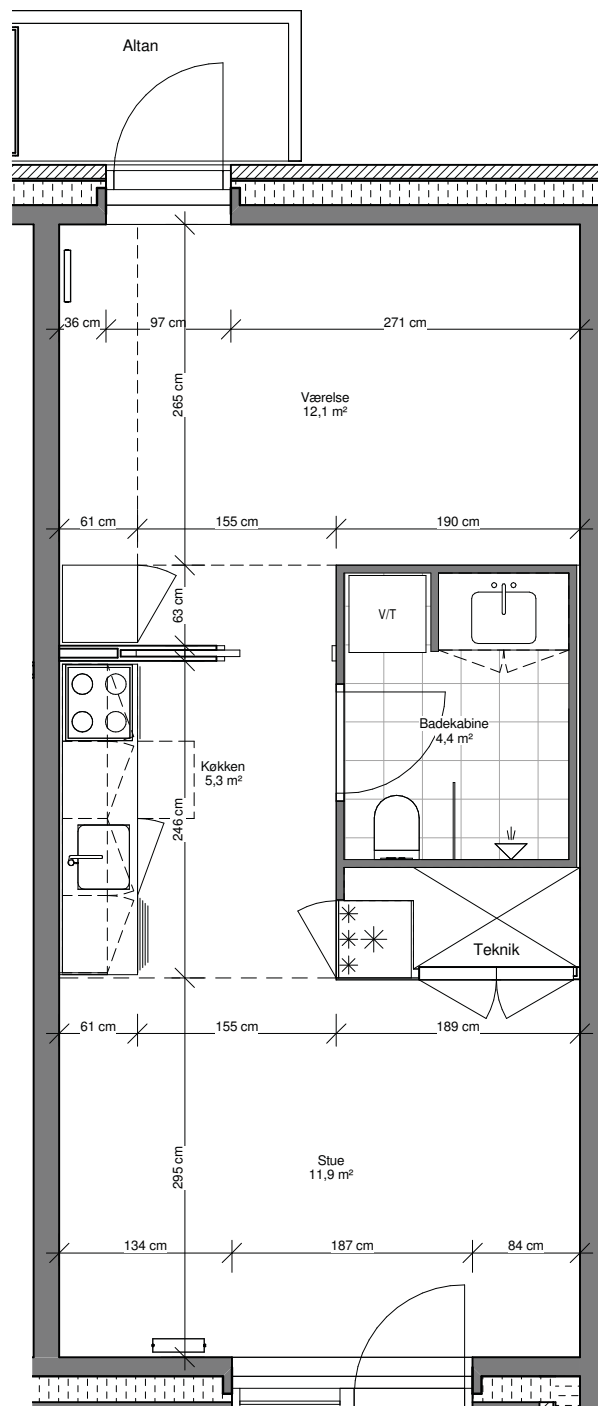 Altan
36 cm
97 cm
271 cm
265 cm
Værelse
12,1 m²
61 cm
155 cm
190 cm
63 cm
V/T
Badekabine
4,4 m²
Køkken
5,3 m²
246 cm
Teknik
61 cm
155 cm
189 cm
295 cm
Stue
11,9 m²
134 cm
187 cm
84 cm